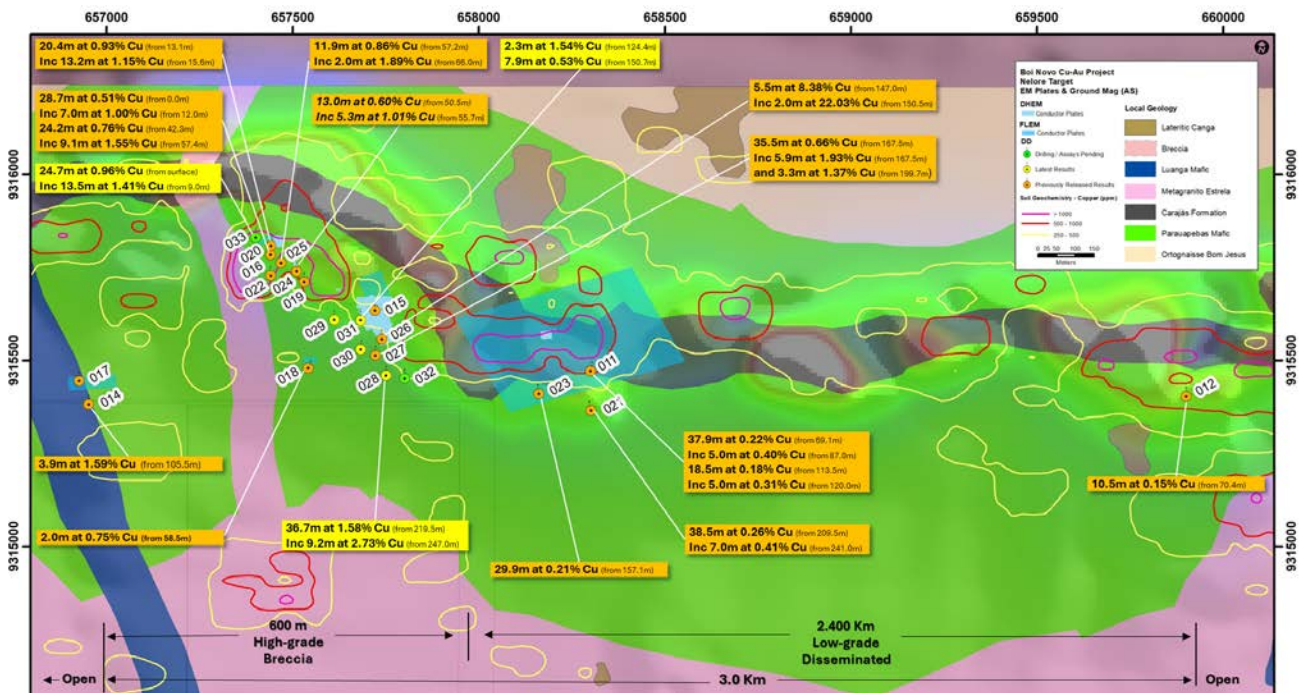 657000 657500 658000 658500 659000 659500 660000
20.4m at 0.93% Cu (from 13.1m)
Inc 13.2m at 1.15% Cu (from 15.6m)
11.9m at 0.86% Cu (from 57.2m)
Inc 2.0m at 1.89% Cu (from 66.0m)
2.3m at 1.54% Cu (from 124.4m)
7.9m at 0.53% Cu (from 150.7m)
28.7m at 0.51% Cu (from 0.0m)
Inc 7.0m at 1.00% Cu (from 12.0m)
24.2m at 0.76% Cu (from 42.3m)
Inc 9.1m at 1.55% Cu (from 57.4m)
13.0m at 0.60% Cu (from 50.5m)
Inc 5.3m at 1.01% Cu (from 55.7m)
5.5m at 8.38% Cu (from 147.0m)
Inc 2.0m at 22.03% Cu (from 150.5m)
35.5m at 0.66% Cu (from 167.5m)
Inc 5.9m at 1.93% Cu (from 167.5m)
and 3.3m at 1.37% Cu (from 199.7m)
24.7m at 0.96% Cu (from surface)
Inc 13.5m at 1.41% Cu (from 9.0m)
Boi Novo Cu-Au Project
Nelore Target
EM Plates & Ground Mag (AS)
DHEM
Conductor Plates
FLEM
Conductor Plates
DD
Drilling / Assays Pending
Latest Results
Previously Released Results
Soil Geochemistry - Copper (ppm)
> 1000
500 - 1000
250 - 500
0 25 50 100 150
Meters
Local Geology
Lateritic Canga
Breccia
Luanga Mafic
Metagranito Estrela
Carajás Formation
Parauapebas Mafic
Ortognaisse Bom Jesus
9316000
9316000
033
020
016
022
025
024
019
029
031
015
026
030
027
018
028
032
9315500
9315500
017
014
011
023
012
3.9m at 1.59% Cu (from 105.5m)
37.9m at 0.22% Cu (from 69.1m)
Inc 5.0m at 0.40% Cu (from 87.0m)
18.5m at 0.18% Cu (from 113.5m)
Inc 5.0m at 0.31% Cu (from 120.0m)
10.5m at 0.15% Cu (from 70.4m)
2.0m at 0.75% Cu (from 58.5m)
36.7m at 1.58% Cu (from 219.5m)
Inc 9.2m at 2.73% Cu (from 247.0m)
38.5m at 0.26% Cu (from 209.5m)
Inc 7.0m at 0.41% Cu (from 241.0m)
29.9m at 0.21% Cu (from 157.1m)
9315000
9315000
600 m
High-grade
Breccia
2.400 Km
Low-grade
Disseminated
Open
3.0 Km
Open